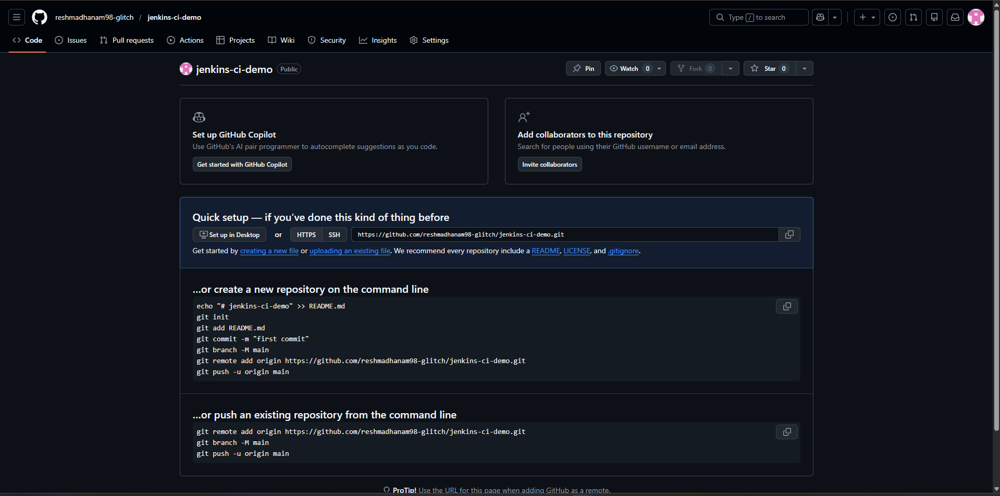 reshmadhanam98-glitch / jenkins-ci-demo
Type / to search
Code Issues Pull requests Actions Projects Wiki Security Insights Settings
jenkins-ci-demo Public
Pin Watch 0 Fork 0 Star 0
Set up GitHub Copilot
Use GitHub's AI pair programmer to autocomplete suggestions as you code.
Get started with GitHub Copilot
Add collaborators to this repository
Search for people using their GitHub username or email address.
Invite collaborators
Quick setup — if you’ve done this kind of thing before
Set up in Desktop or HTTPS SSH https://github.com/reshmadhanam98-glitch/jenkins-ci-demo.git
Get started by creating a new file or uploading an existing file. We recommend every repository include a README, LICENSE, and .gitignore.
…or create a new repository on the command line
echo "# jenkins-ci-demo" >> README.md
git init
git add README.md
git commit -m "first commit"
git branch -M main
git remote add origin https://github.com/reshmadhanam98-glitch/jenkins-ci-demo.git
git push -u origin main
…or push an existing repository from the command line
git remote add origin https://github.com/reshmadhanam98-glitch/jenkins-ci-demo.git
git branch -M main
git push -u origin main
ProTip! Use the URL for this page when adding GitHub as a remote.